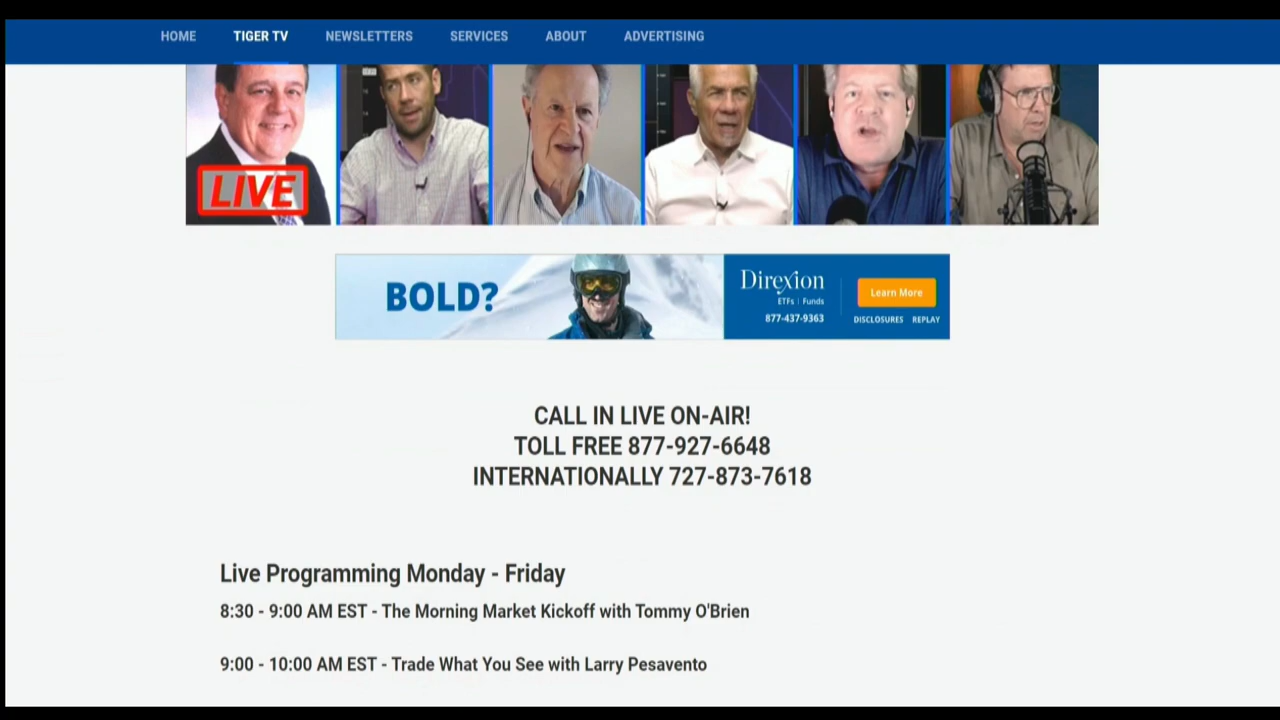 HOME TIGER TV NEWSLETTERS SERVICES ABOUT ADVERTISING
LIVE
BOLD?
Direxion
ETFs | Funds
877-437-9363
Learn More
DISCLOSURES REPLAY
CALL IN LIVE ON-AIR!
TOLL FREE 877-927-6648
INTERNATIONALLY 727-873-7618
Live Programming Monday - Friday
8:30 - 9:00 AM EST - The Morning Market Kickoff with Tommy O'Brien
9:00 - 10:00 AM EST - Trade What You See with Larry Pesavento